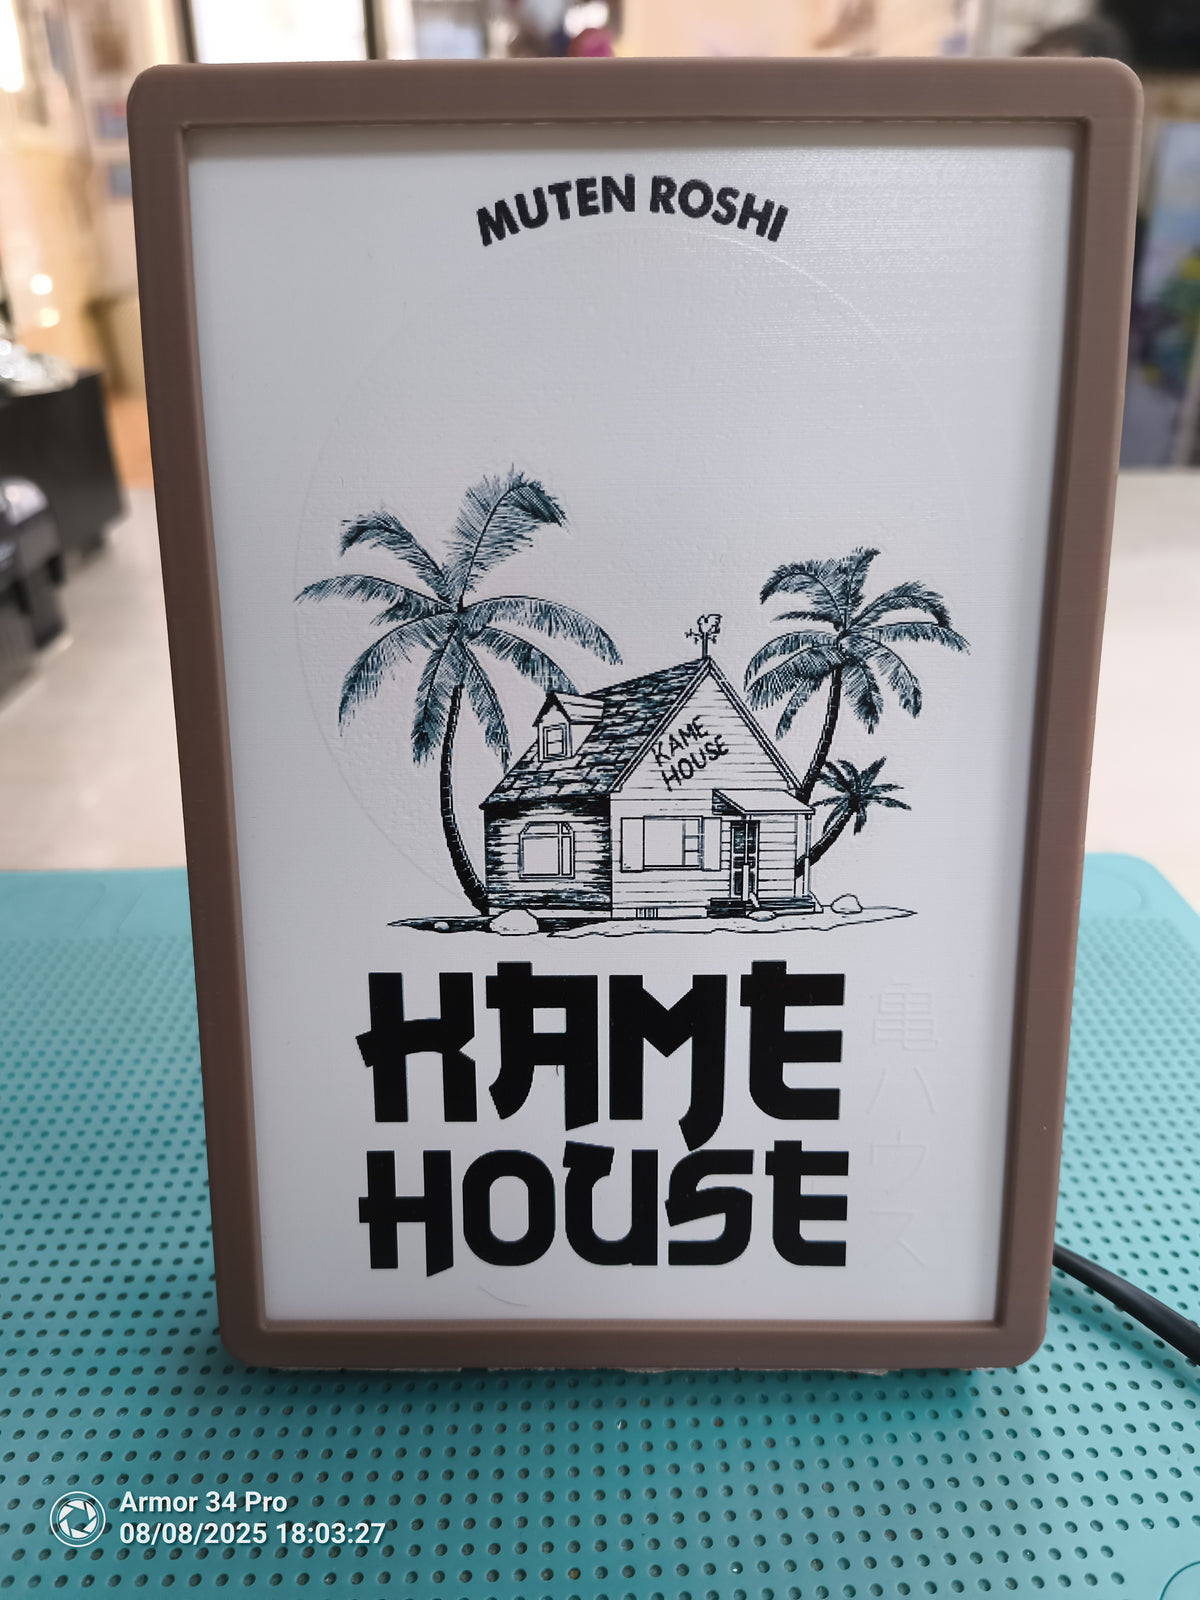 MUTEN ROSHI
KAME
HOUSE
KAME
HOUSE
亀ハウス
Armor 34 Pro
08/08/2025 18:03:27